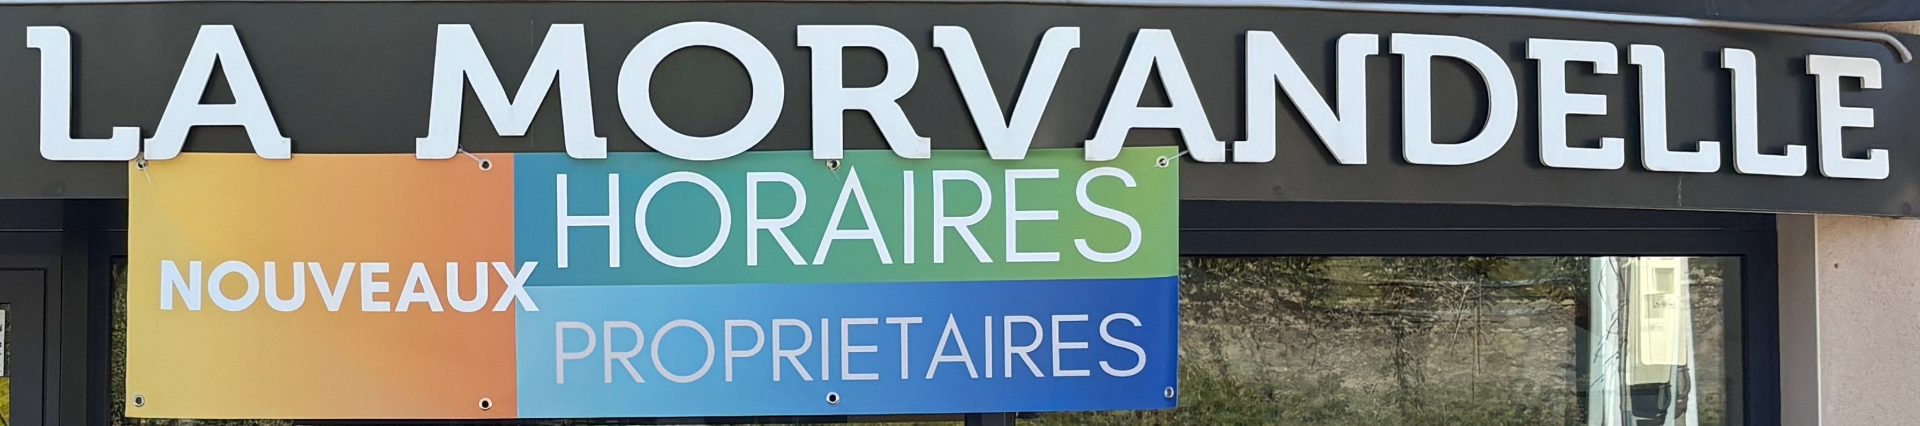 LA MORVANDELLE
NOUVEAUX
HORAIRES
PROPRIETAIRES